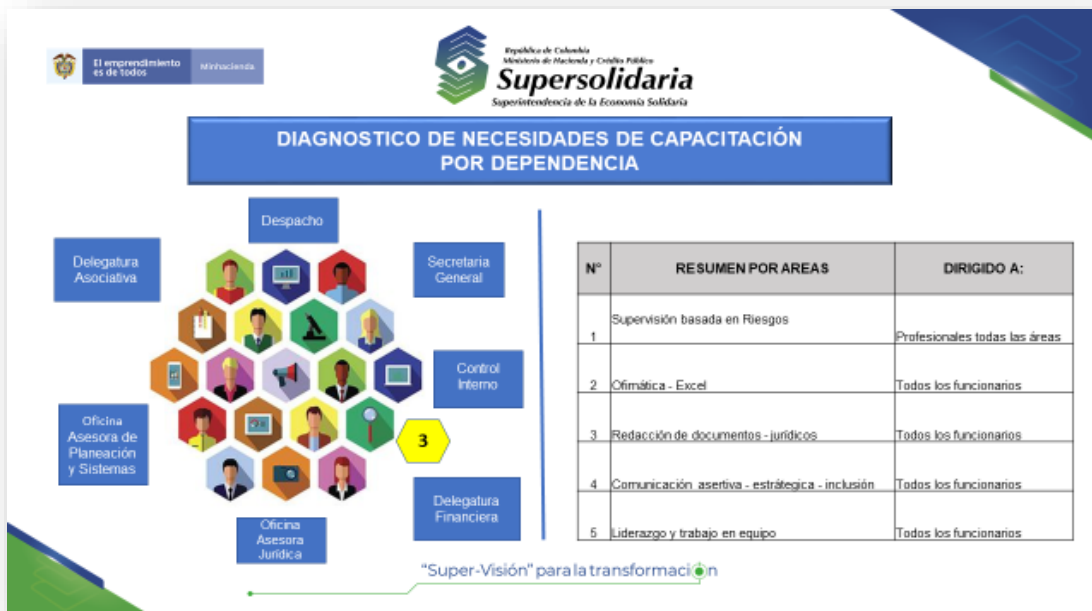 El emprendimiento
es de todos
Minhacienda
República de Colombia
Ministerio de Hacienda y Crédito Público
Supersolidaria
Superintendencia de la Economía Solidaria
DIAGNOSTICO DE NECESIDADES DE CAPACITACIÓN
POR DEPENDENCIA
Despacho
Delegatura
Asociativa
Secretaria
General
Control
Interno
Oficina
Asesora de
Planeación
y Sistemas
3
Delegatura
Financiera
Oficina
Asesora
Jurídica
N° RESUMEN POR AREAS DIRIGIDO A:
1 Supervisión basada en Riesgos Profesionales todas las áreas
2 Ofimática - Excel Todos los funcionarios
3 Redacción de documentos - jurídicos Todos los funcionarios
4 Comunicación asertiva - estrátegica - inclusión Todos los funcionarios
5 Liderazgo y trabajo en equipo Todos los funcionarios
"Super-Visión" para la transformación